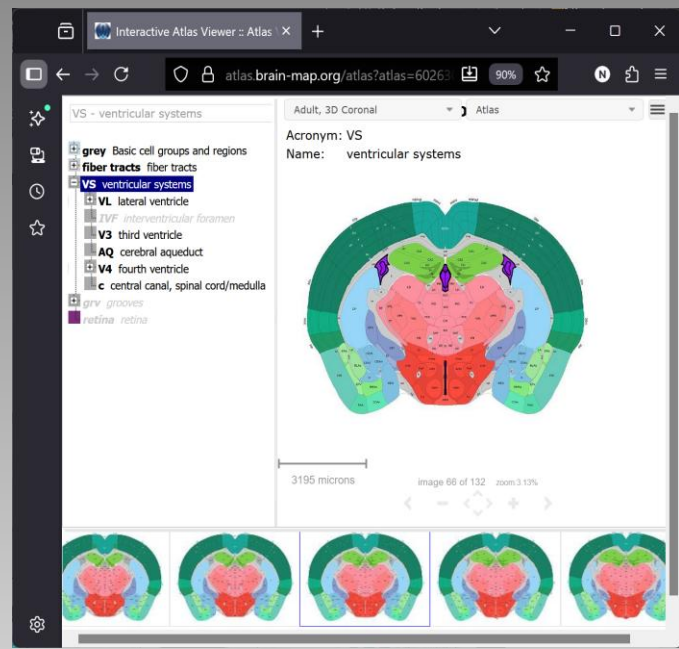 Interactive Atlas Viewer :: Atlas
atlas.brain-map.org/atlas?atlas=60263
90%
N
VS - ventricular systems
grey Basic cell groups and regions
fiber tracts fiber tracts
VS ventricular systems
VL lateral ventricle
IVF interventricular foramen
V3 third ventricle
AQ cerebral aqueduct
V4 fourth ventricle
c central canal, spinal cord/medulla
grv grooves
retina retina
Adult, 3D Coronal
Atlas
Acronym: VS
Name: ventricular systems
3195 microns
image 66 of 132 zoom:3.13%